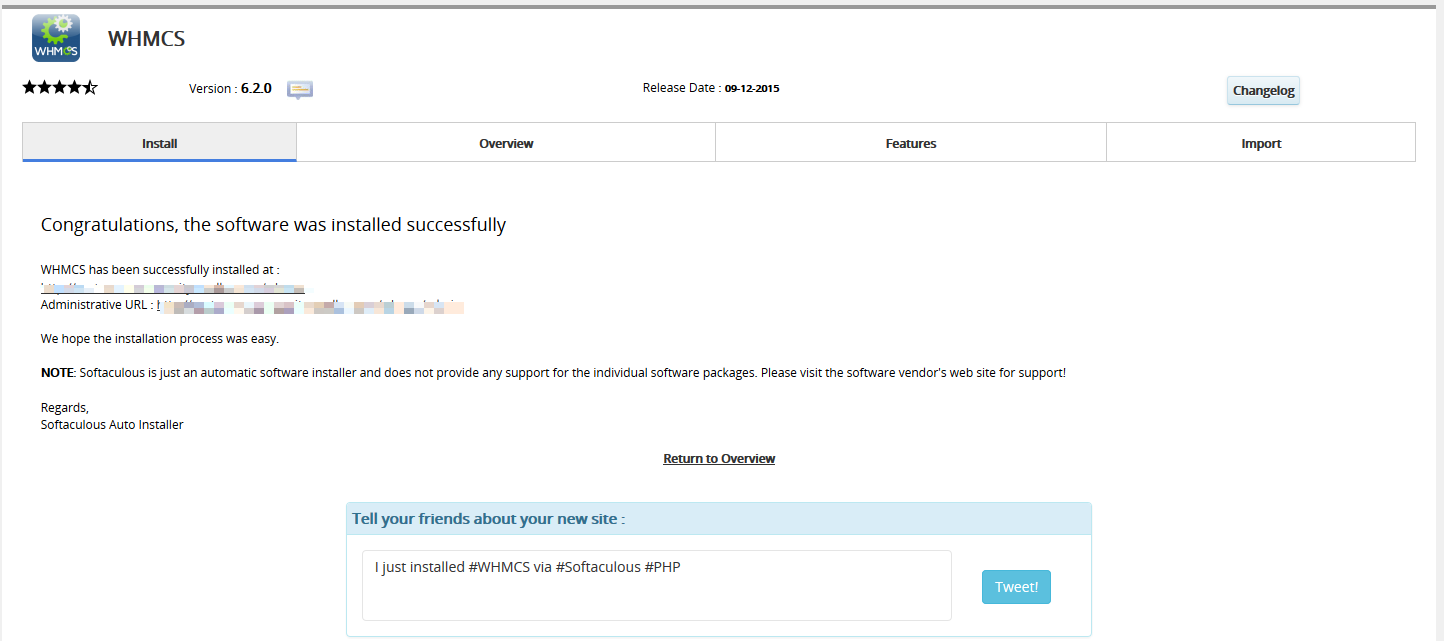 WHMCS
WHMCS
Version : 6.2.0
Release Date : 09-12-2015
Changelog
Install
Overview
Features
Import
Congratulations, the software was installed successfully
WHMCS has been successfully installed at :
Administrative URL :
We hope the installation process was easy.
NOTE: Softaculous is just an automatic software installer and does not provide any support for the individual software packages. Please visit the software vendor's web site for support!
Regards,
Softaculous Auto Installer
Return to Overview
Tell your friends about your new site :
I just installed #WHMCS via #Softaculous #PHP
Tweet!